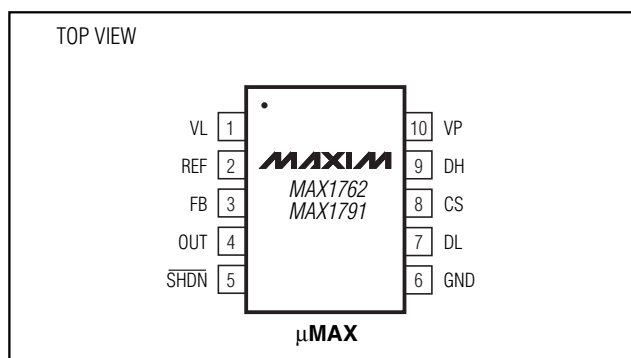 TOP VIEW
VL 1
REF 2
FB 3
OUT 4
SHDN 5
MAXIM
MAX1762
MAX1791
10 VP
9 DH
8 CS
7 DL
6 GND
µMAX